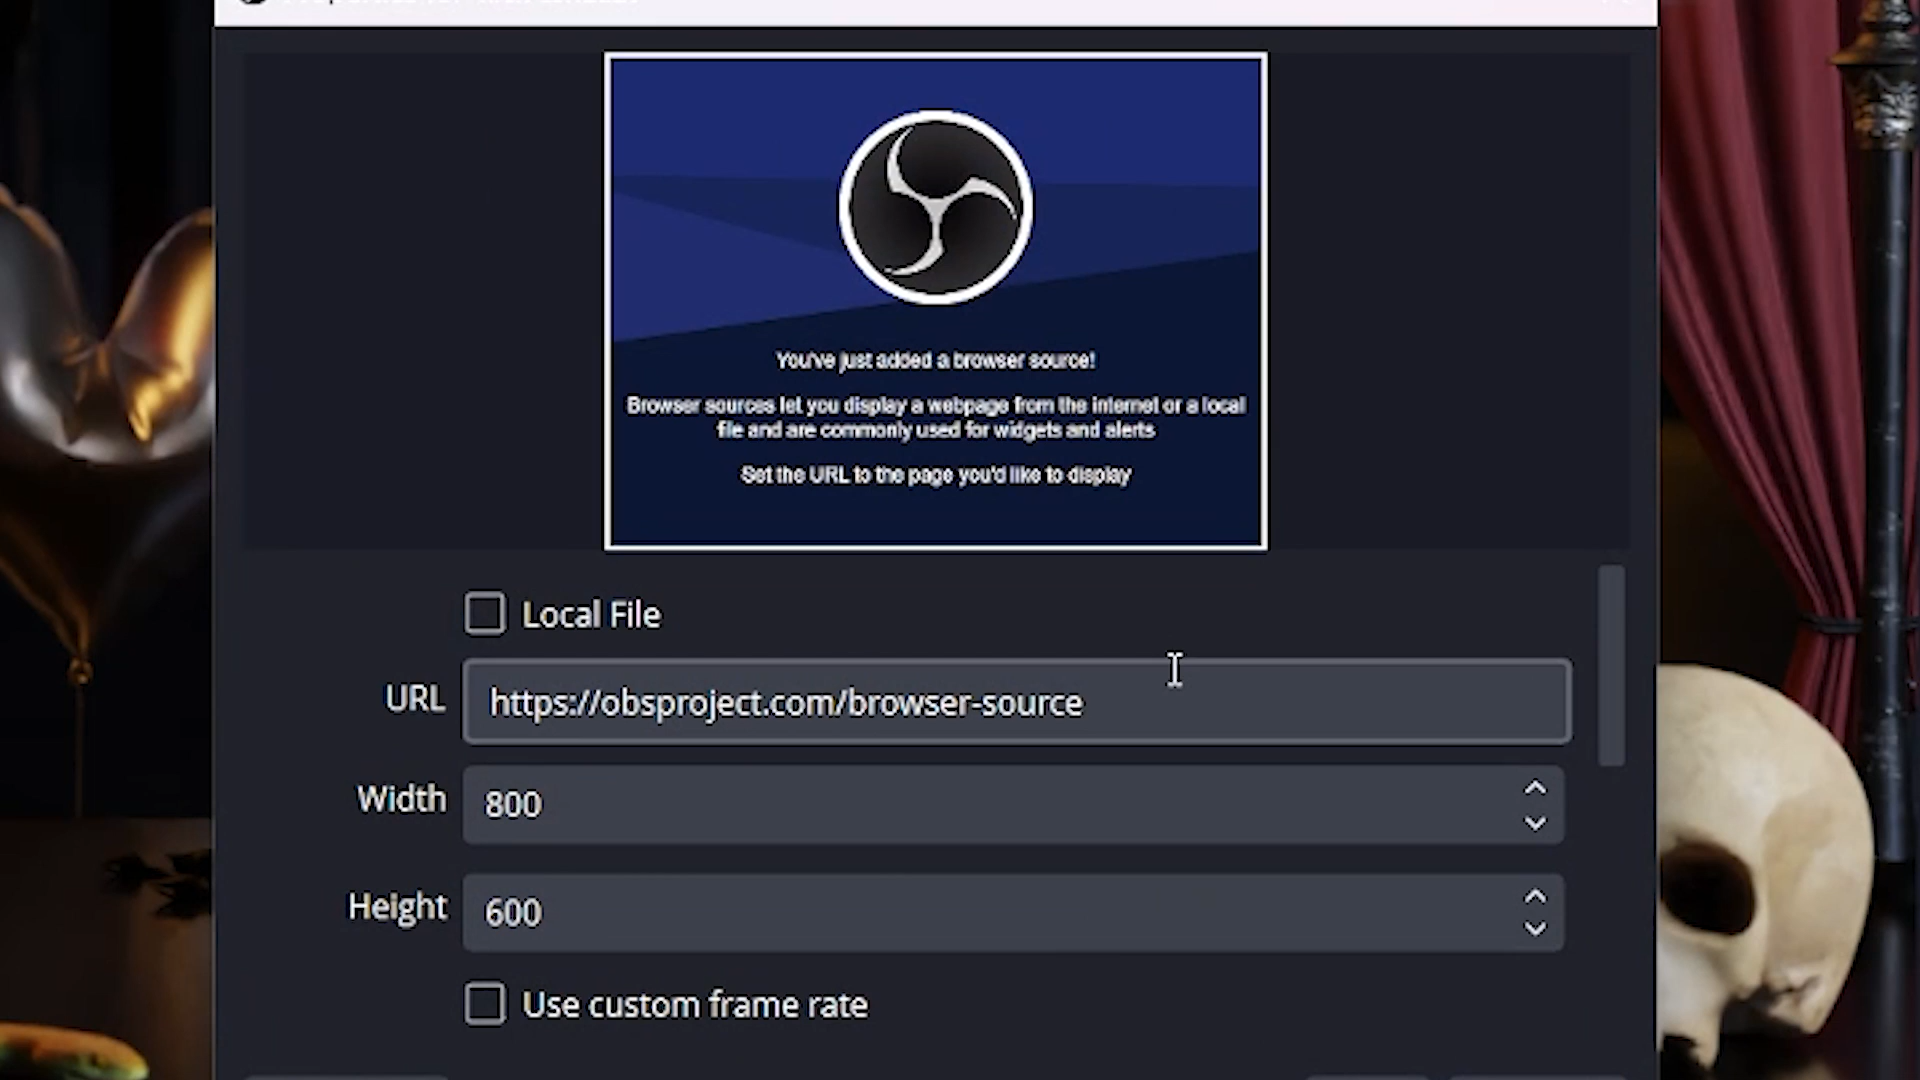 You've just added a browser source!
Browser sources let you display a webpage from the internet or a local
file and are commonly used for widgets and alerts
Set the URL to the page you'd like to display
Local File
URL
https://obsproject.com/browser-source
Width
800
Height
600
Use custom frame rate